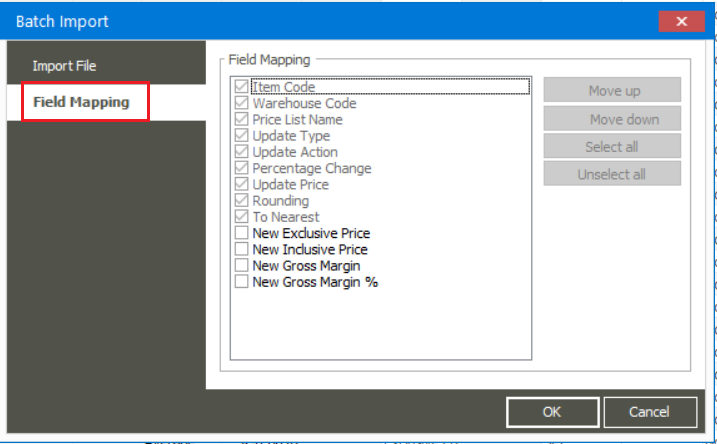 Batch Import
Import File
Field Mapping
Field Mapping
Item Code
Warehouse Code
Price List Name
Update Type
Update Action
Percentage Change
Update Price
Rounding
To Nearest
New Exclusive Price
New Inclusive Price
New Gross Margin
New Gross Margin %
Move up
Move down
Select all
Unselect all
OK
Cancel